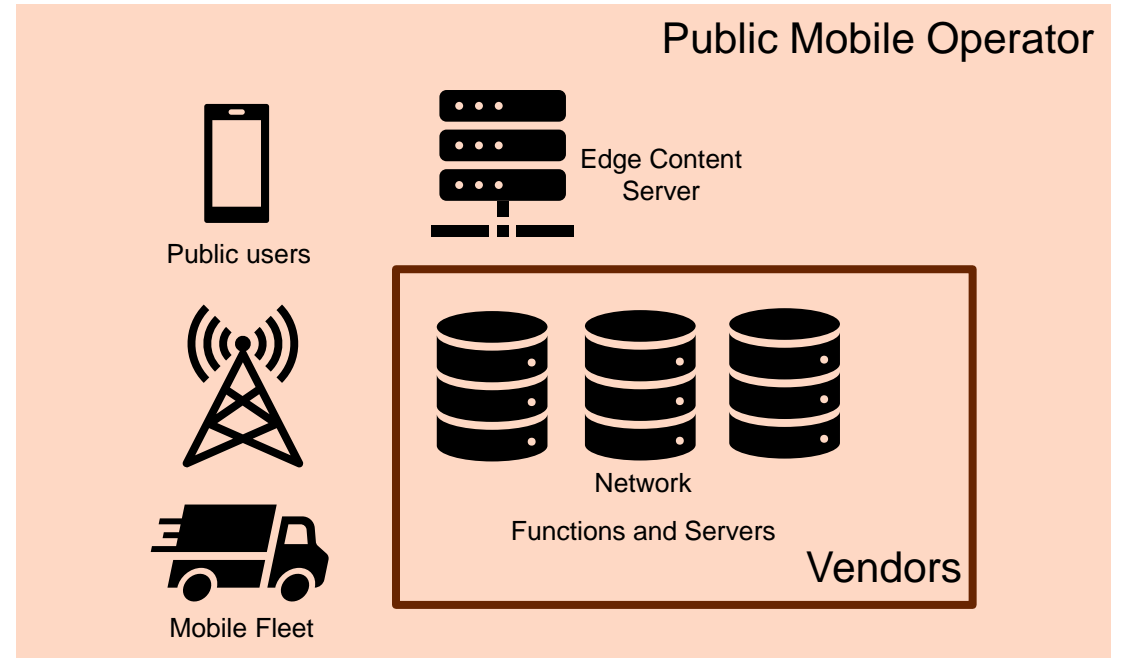 Public Mobile Operator
Edge Content
Server
Public users
Network
Functions and Servers
Vendors
Mobile Fleet